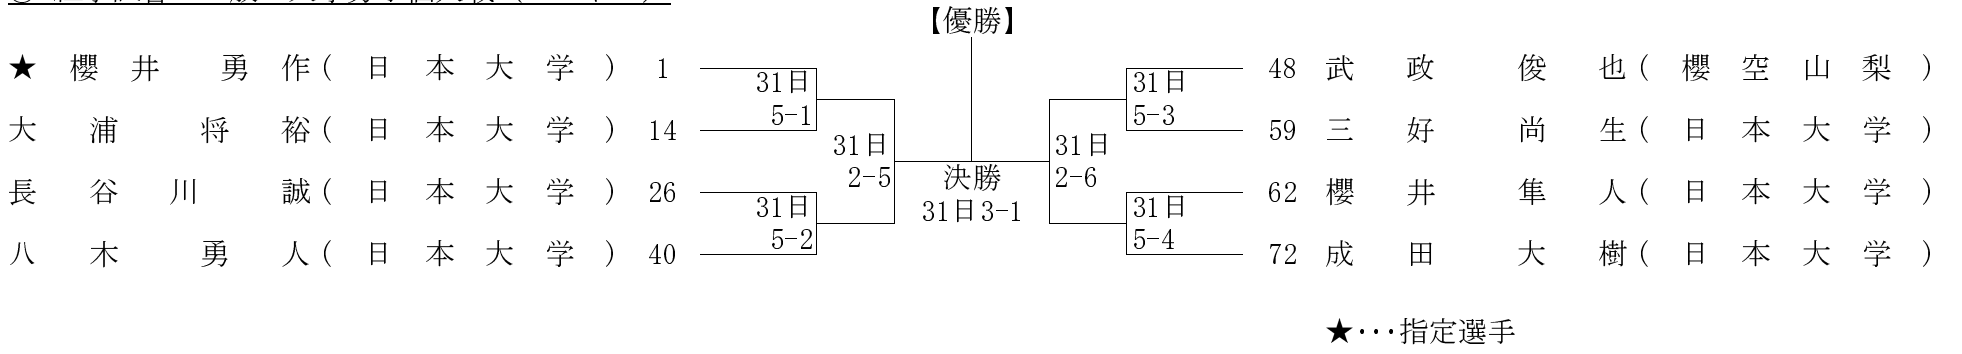 【優勝】
★ 櫻井 勇作(日本大学) 1
31日
5-1
大浦 将裕(日本大学) 14
31日
2-5
長谷川 誠(日本大学) 26
31日
5-2
八木 勇人(日本大学) 40
決勝
31日3-1
48 武政 俊也(櫻空山梨)
31日
5-3
59 三好 尚生(日本大学)
31日
2-6
62 櫻井 隼人(日本大学)
31日
5-4
72 成田 大樹(日本大学)
★･･･指定選手